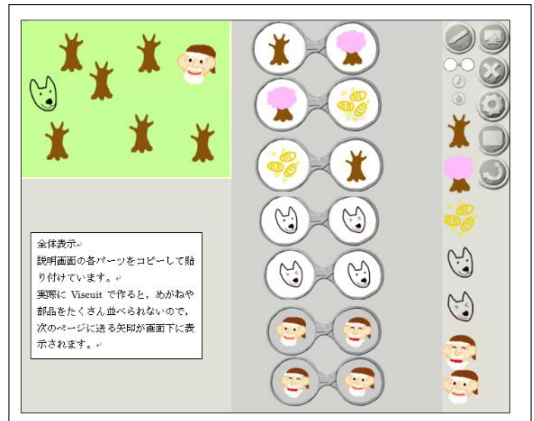 全体表示↵
説明画面の各パーツをコピーして貼
り付けています。↵
実際に Viscuit で作ると、めがねや
部品をたくさん並べられないので、
次のページに送る矢印が画面下に表
示されます。↵